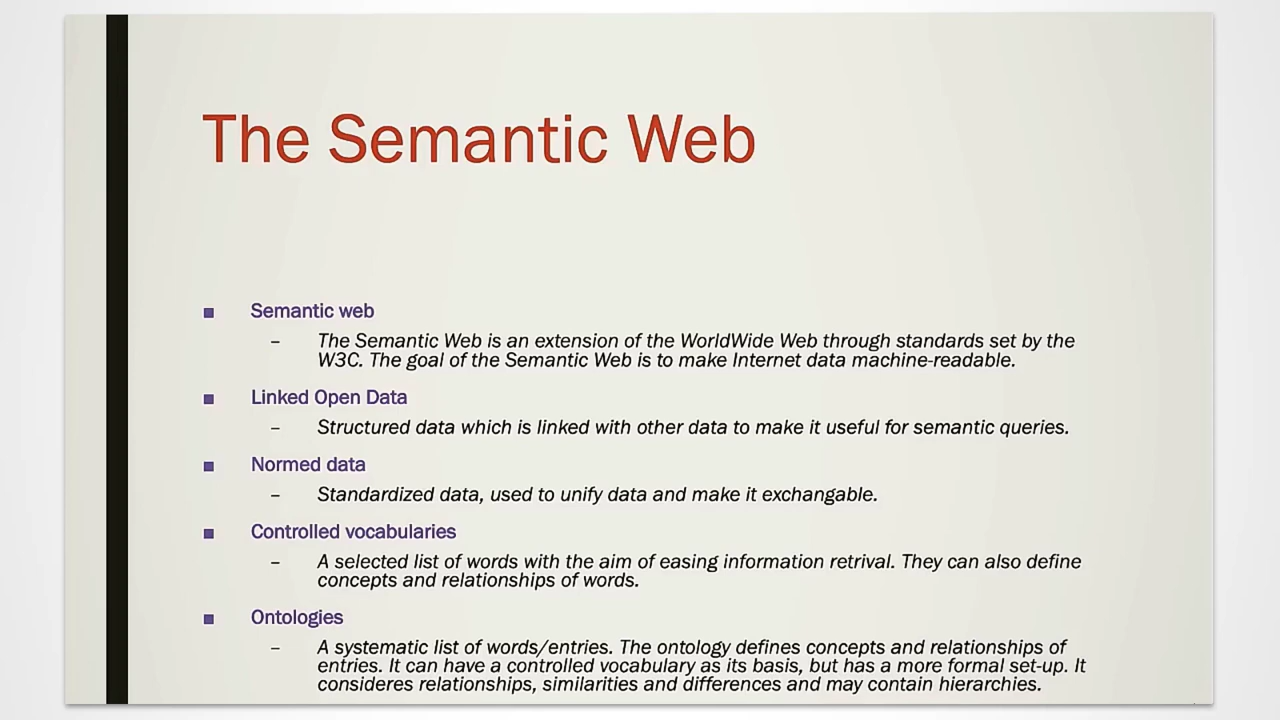 The Semantic Web
■ Semantic web
– The Semantic Web is an extension of the WorldWide Web through standards set by the
W3C. The goal of the Semantic Web is to make Internet data machine-readable.
■ Linked Open Data
– Structured data which is linked with other data to make it useful for semantic queries.
■ Normed data
– Standardized data, used to unify data and make it exchangable.
■ Controlled vocabularies
– A selected list of words with the aim of easing information retrival. They can also define
concepts and relationships of words.
■ Ontologies
– A systematic list of words/entries. The ontology defines concepts and relationships of
entries. It can have a controlled vocabulary as its basis, but has a more formal set-up. It
consideres relationships, similarities and differences and may contain hierarchies.